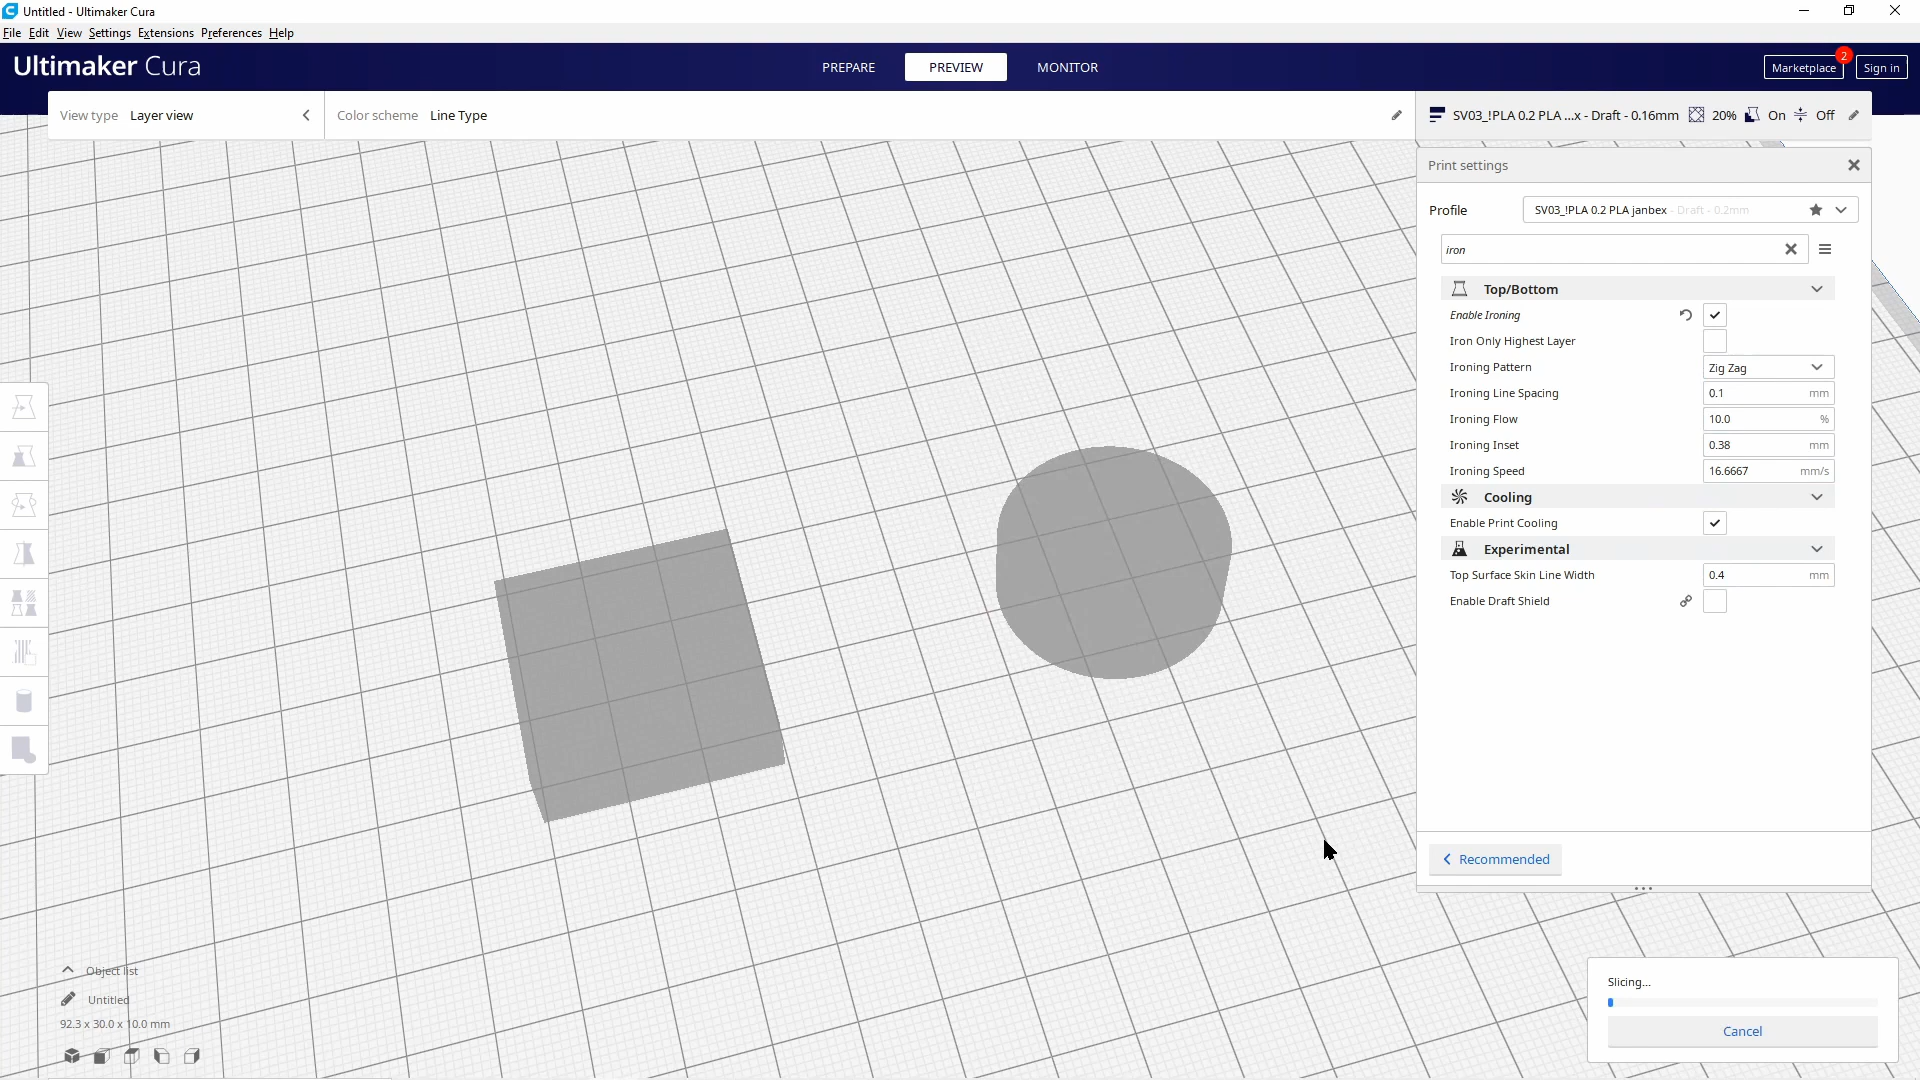 Untitled - Ultimaker Cura
File Edit View Settings Extensions Preferences Help
Ultimaker Cura
PREPARE PREVIEW MONITOR
2
Marketplace Sign in
View type Layer view Color scheme Line Type
SV03_!PLA 0.2 PLA ...x - Draft - 0.16mm 20% On Off
Print settings
Profile SV03_!PLA 0.2 PLA janbex - Draft - 0.2mm
iron
Top/Bottom
Enable Ironing
Iron Only Highest Layer
Ironing Pattern Zig Zag
Ironing Line Spacing 0.1 mm
Ironing Flow 10.0 %
Ironing Inset 0.38 mm
Ironing Speed 16.6667 mm/s
Cooling
Enable Print Cooling
Experimental
Top Surface Skin Line Width 0.4 mm
Enable Draft Shield
Recommended
Object list
Untitled
92.3 x 30.0 x 10.0 mm
Slicing...
Cancel